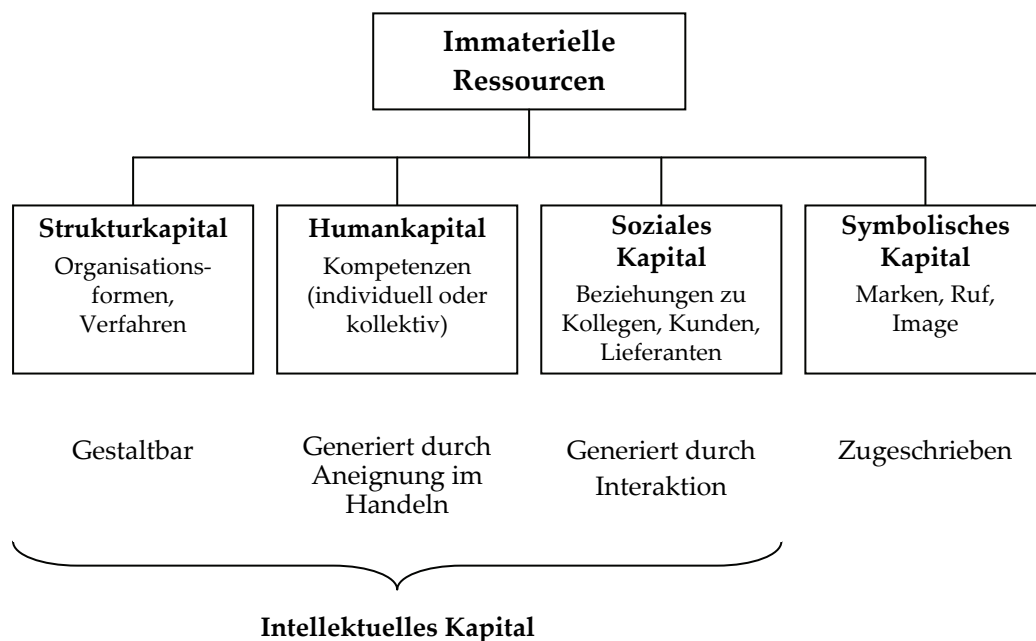 Immaterielle
Ressourcen
Strukturkapital
Organisations-
formen,
Verfahren
Humankapital
Kompetenzen
(individuell oder
kollektiv)
Soziales
Kapital
Beziehungen zu
Kollegen, Kunden,
Lieferanten
Symbolisches
Kapital
Marken, Ruf,
Image
Gestaltbar
Generiert durch
Aneignung im
Handeln
Generiert durch
Interaktion
Zugeschrieben
Intellektuelles Kapital